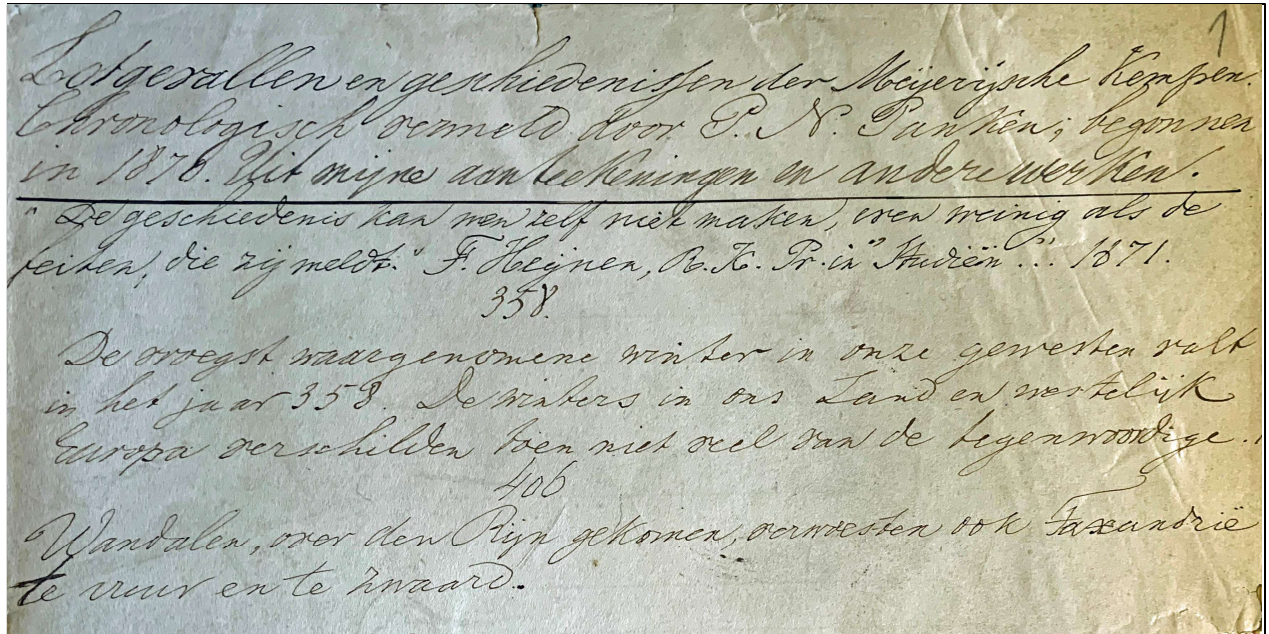 1
Lotgevallen en geschiedenissen der Meijerijsche Kempen.
Chronologisch vermeld door P. N. Panken; begonnen
in 1876. Uit mijne aanteekeningen en andere werken.
"De geschiedenis kan men zelf niet maken, even weinig als de
feiten, die zij meldt." F. Heijnen, R. K. Pr. in "Studiën"... 1871.
358.
De vroegst waargenomene winter in onze gewesten valt
in het jaar 358. De winters in ons Land en westelijk
Europa verschilden toen niet veel van de tegenwoordige.
406
Wandalen, over den Rijn gekomen, verwoesten ook Taxandrië
te vuur en te zwaard.